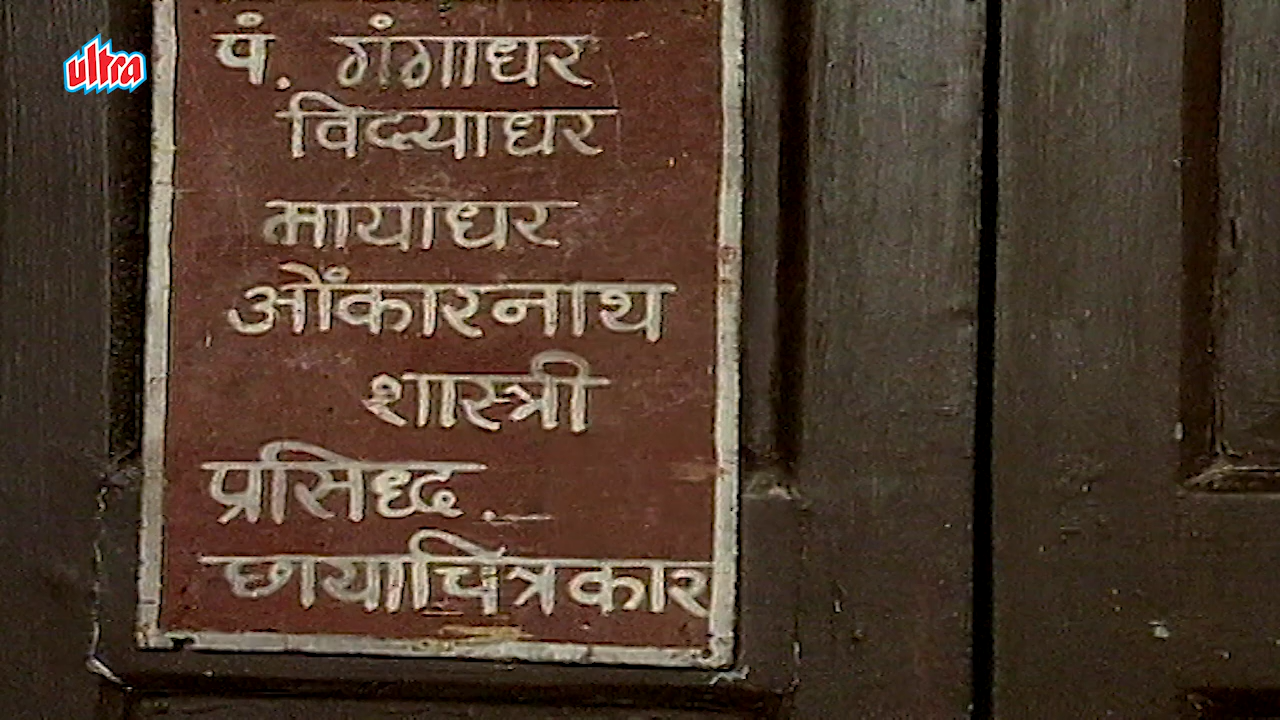 ultra
पं. गंगाधर
विद्याधर
मायाधर
ओंकारनाथ
शास्त्री
प्रसिद्ध
छायाचित्रकार